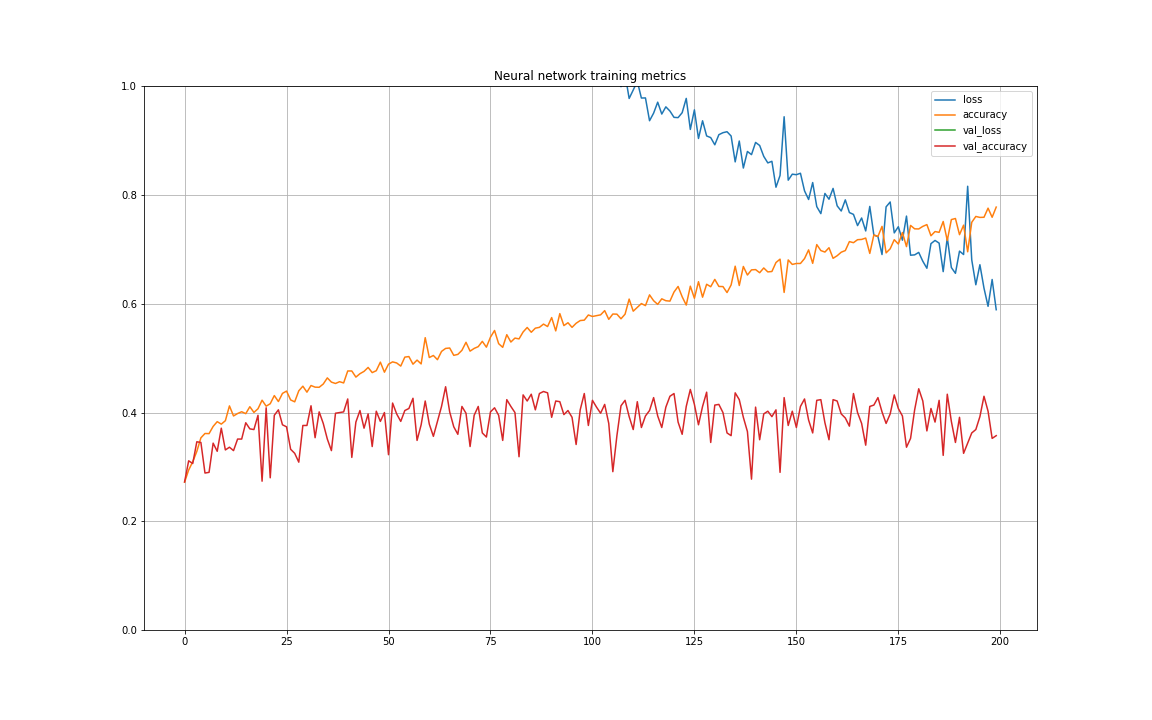 Neural network training metrics
1.0
0.8
0.6
0.4
0.2
0.0
loss
accuracy
val_loss
val_accuracy
0 25 50 75 100 125 150 175 200